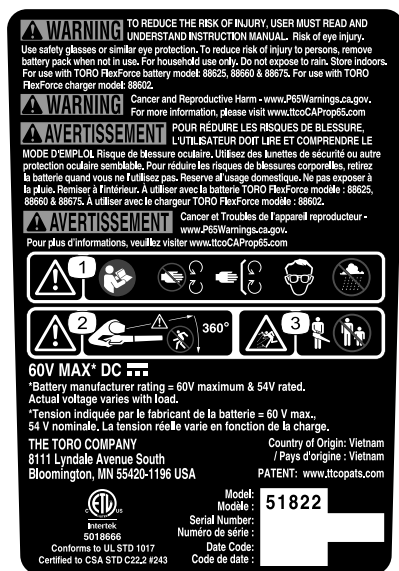 WARNING TO REDUCE THE RISK OF INJURY, USER MUST READ AND
UNDERSTAND INSTRUCTION MANUAL. Risk of eye injury.
Use safety glasses or similar eye protection. To reduce risk of injury to persons, remove
battery pack when not in use. For household use only. Do not expose to rain. Store indoors.
For use with TORO FlexForce battery model: 88625, 88660 & 88675. For use with TORO
FlexForce charger model: 88602.
WARNING Cancer and Reproductive Harm - www.P65Warnings.ca.gov.
For more information, please visit www.ttcoCAProp65.com
AVERTISSEMENT POUR RÉDUIRE LES RISQUES DE BLESSURE,
L'UTILISATEUR DOIT LIRE ET COMPRENDRE LE
MODE D'EMPLOI. Risque de blessure oculaire. Utilisez des lunettes de sécurité ou autre
protection oculaire semblable. Pour réduire les risques de blessures corporelles, retirez
la batterie quand vous ne l'utilizez pas. Reserve al'usage domestique. Ne pas exposer à
la pluie. Remiser à l'intérieur. À utiliser avec la batterie TORO FlexForce modèle : 88625,
88660 & 88675. À utiliser avec le chargeur TORO FlexForce modèle : 88602.
AVERTISSEMENT Cancer et Troubles de l'appareil reproducteur -
www.P65Warnings.ca.gov.
Pour plus d'informations, veuillez visiter www.ttcoCAProp65.com
1
2
360°
3
60V MAX* DC
*Battery manufacturer rating = 60V maximum & 54V rated.
Actual voltage varies with load.
*Tension indiquée par le fabricant de la batterie = 60 V max.,
54 V nominale. La tension réelle varie en fonction de la charge.
THE TORO COMPANY
8111 Lyndale Avenue South
Bloomington, MN 55420-1196 USA
Country of Origin: Vietnam
/ Pays d'origine : Vietnam
PATENT: www.ttcopats.com
C ETL US
Intertek
5018666
Conforms to UL STD 1017
Certified to CSA STD C22.2 #243
Model:
Modèle :
51822
Serial Number:
Numéro de série :
Date Code:
Code de date :